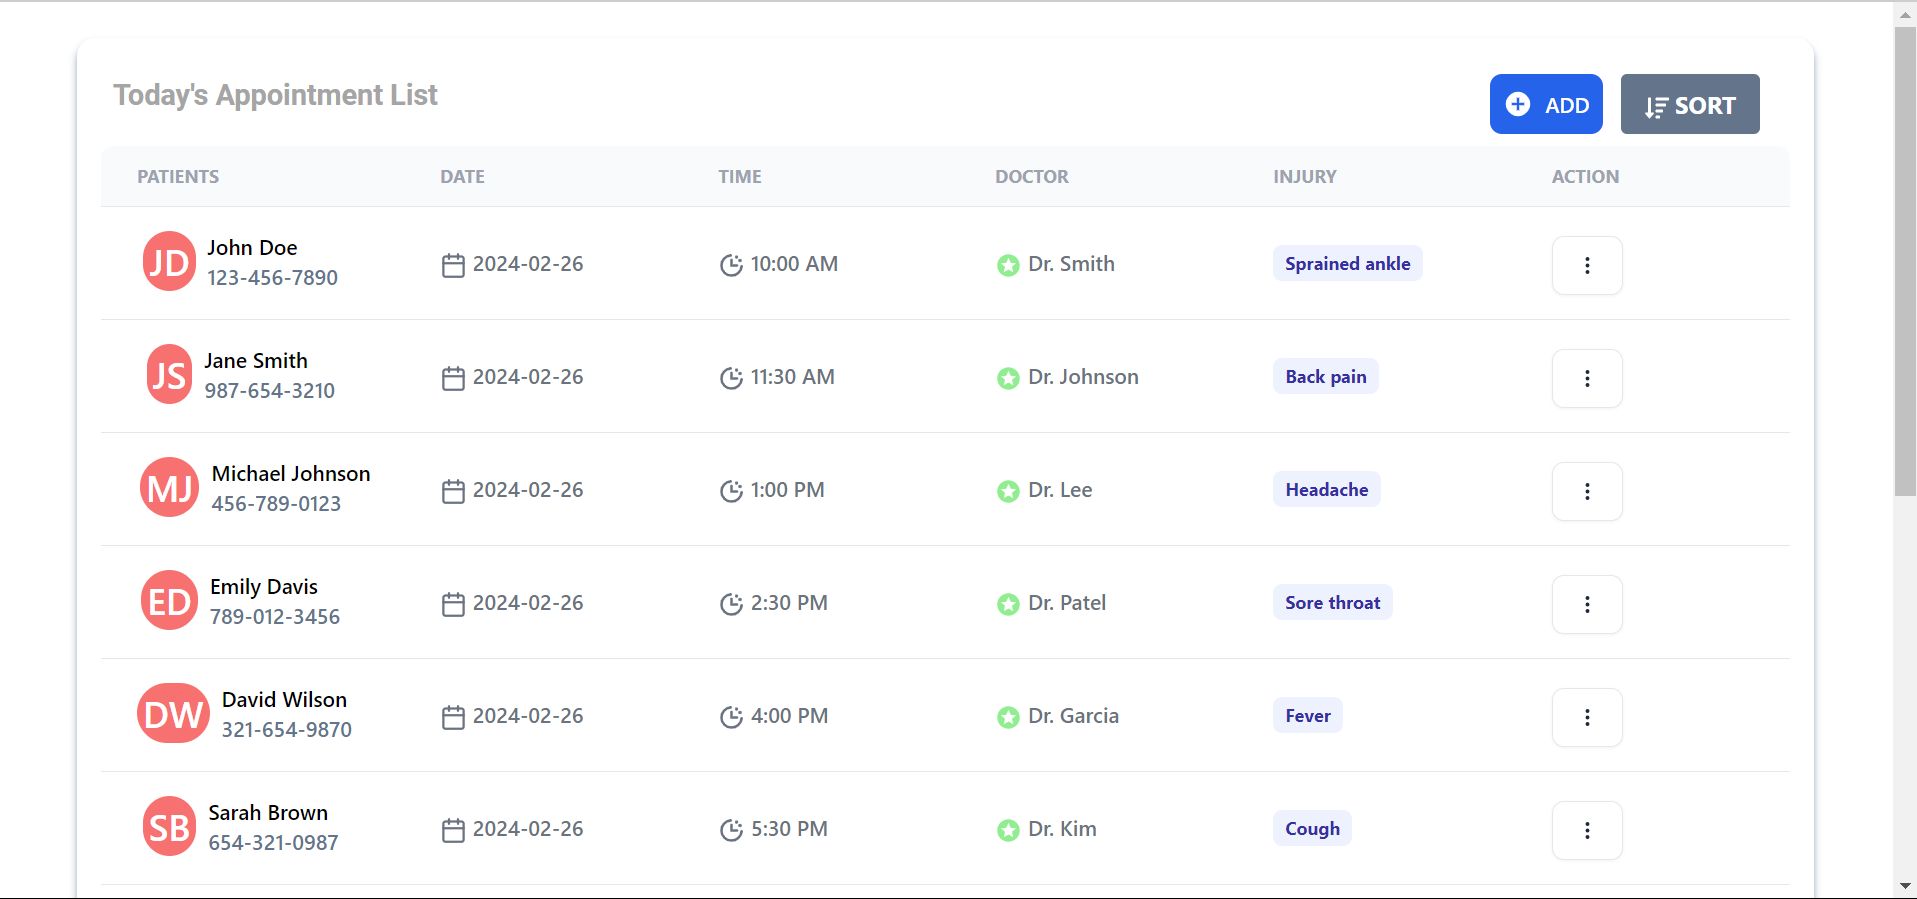 Today's Appointment List
ADD SORT
PATIENTS DATE TIME DOCTOR INJURY ACTION
JD John Doe
123-456-7890 2024-02-26 10:00 AM Dr. Smith Sprained ankle
JS Jane Smith
987-654-3210 2024-02-26 11:30 AM Dr. Johnson Back pain
MJ Michael Johnson
456-789-0123 2024-02-26 1:00 PM Dr. Lee Headache
ED Emily Davis
789-012-3456 2024-02-26 2:30 PM Dr. Patel Sore throat
DW David Wilson
321-654-9870 2024-02-26 4:00 PM Dr. Garcia Fever
SB Sarah Brown
654-321-0987 2024-02-26 5:30 PM Dr. Kim Cough